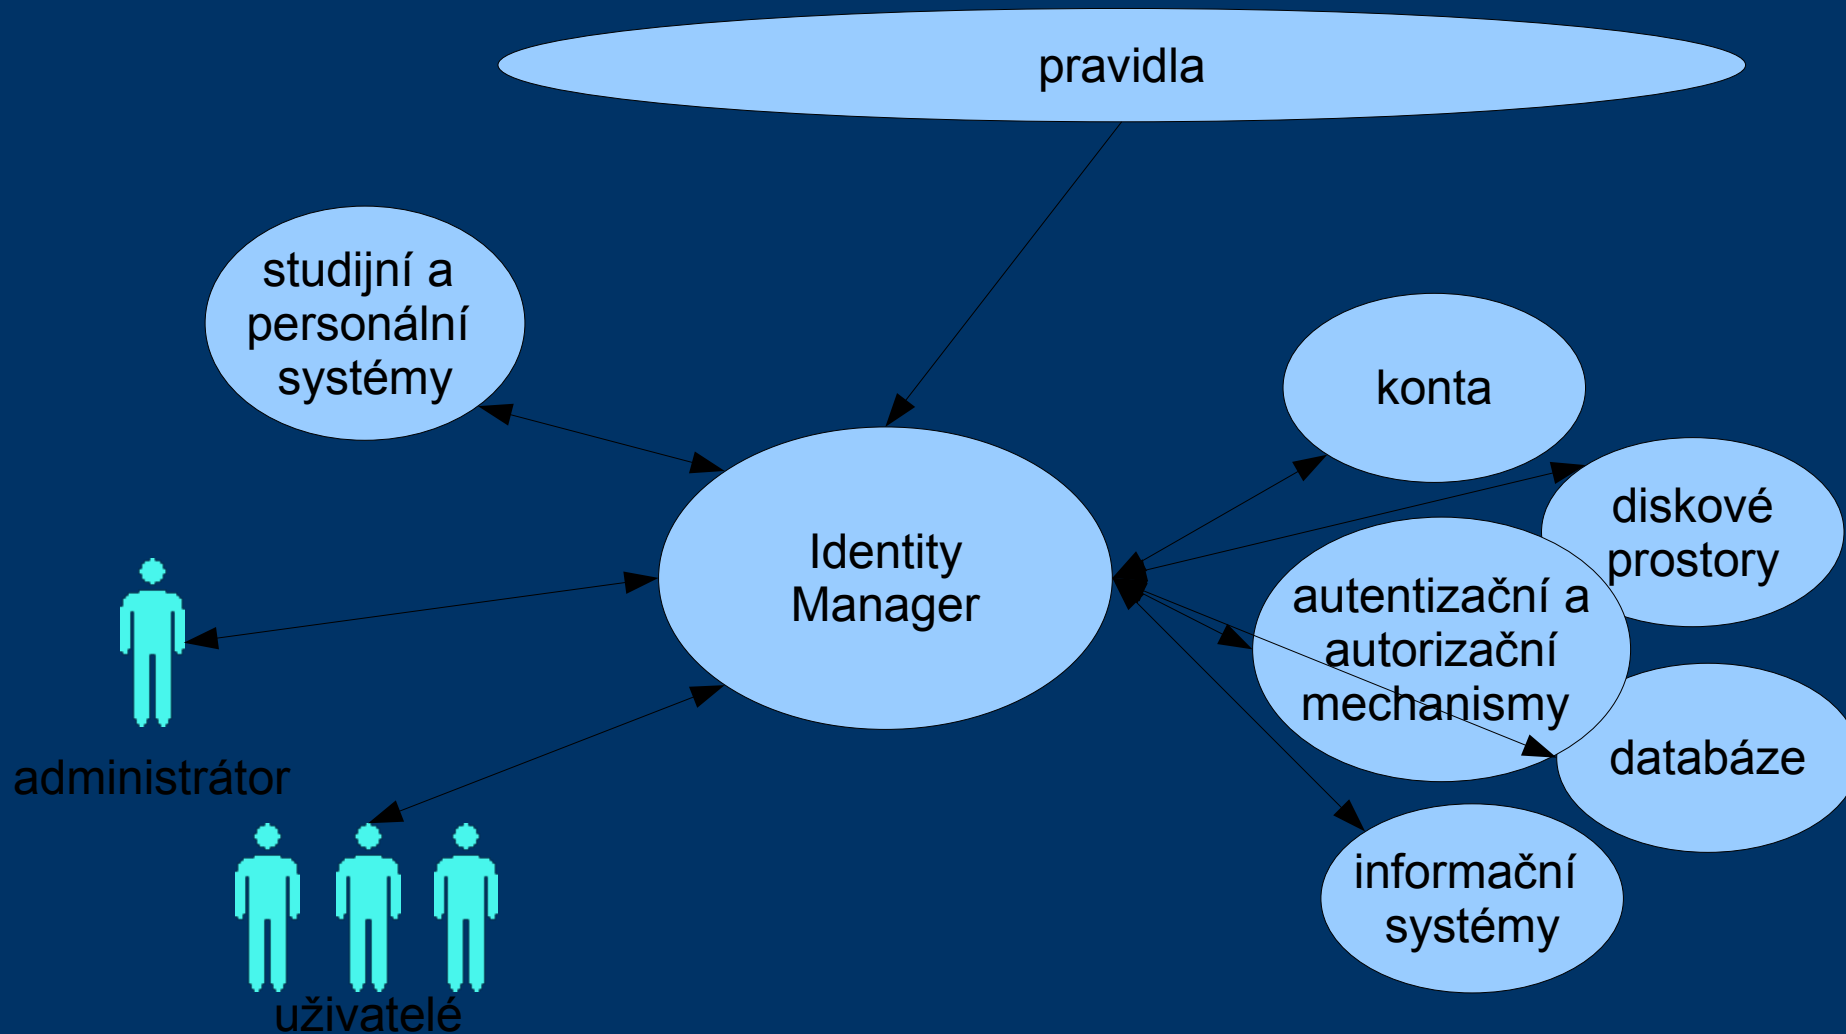 pravidla
studijní a
personální
systémy
konta
diskové
prostory
Identity
Manager
autentizační a
autorizační
mechanismy
databáze
administrátor
informační
systémy
uživatelé